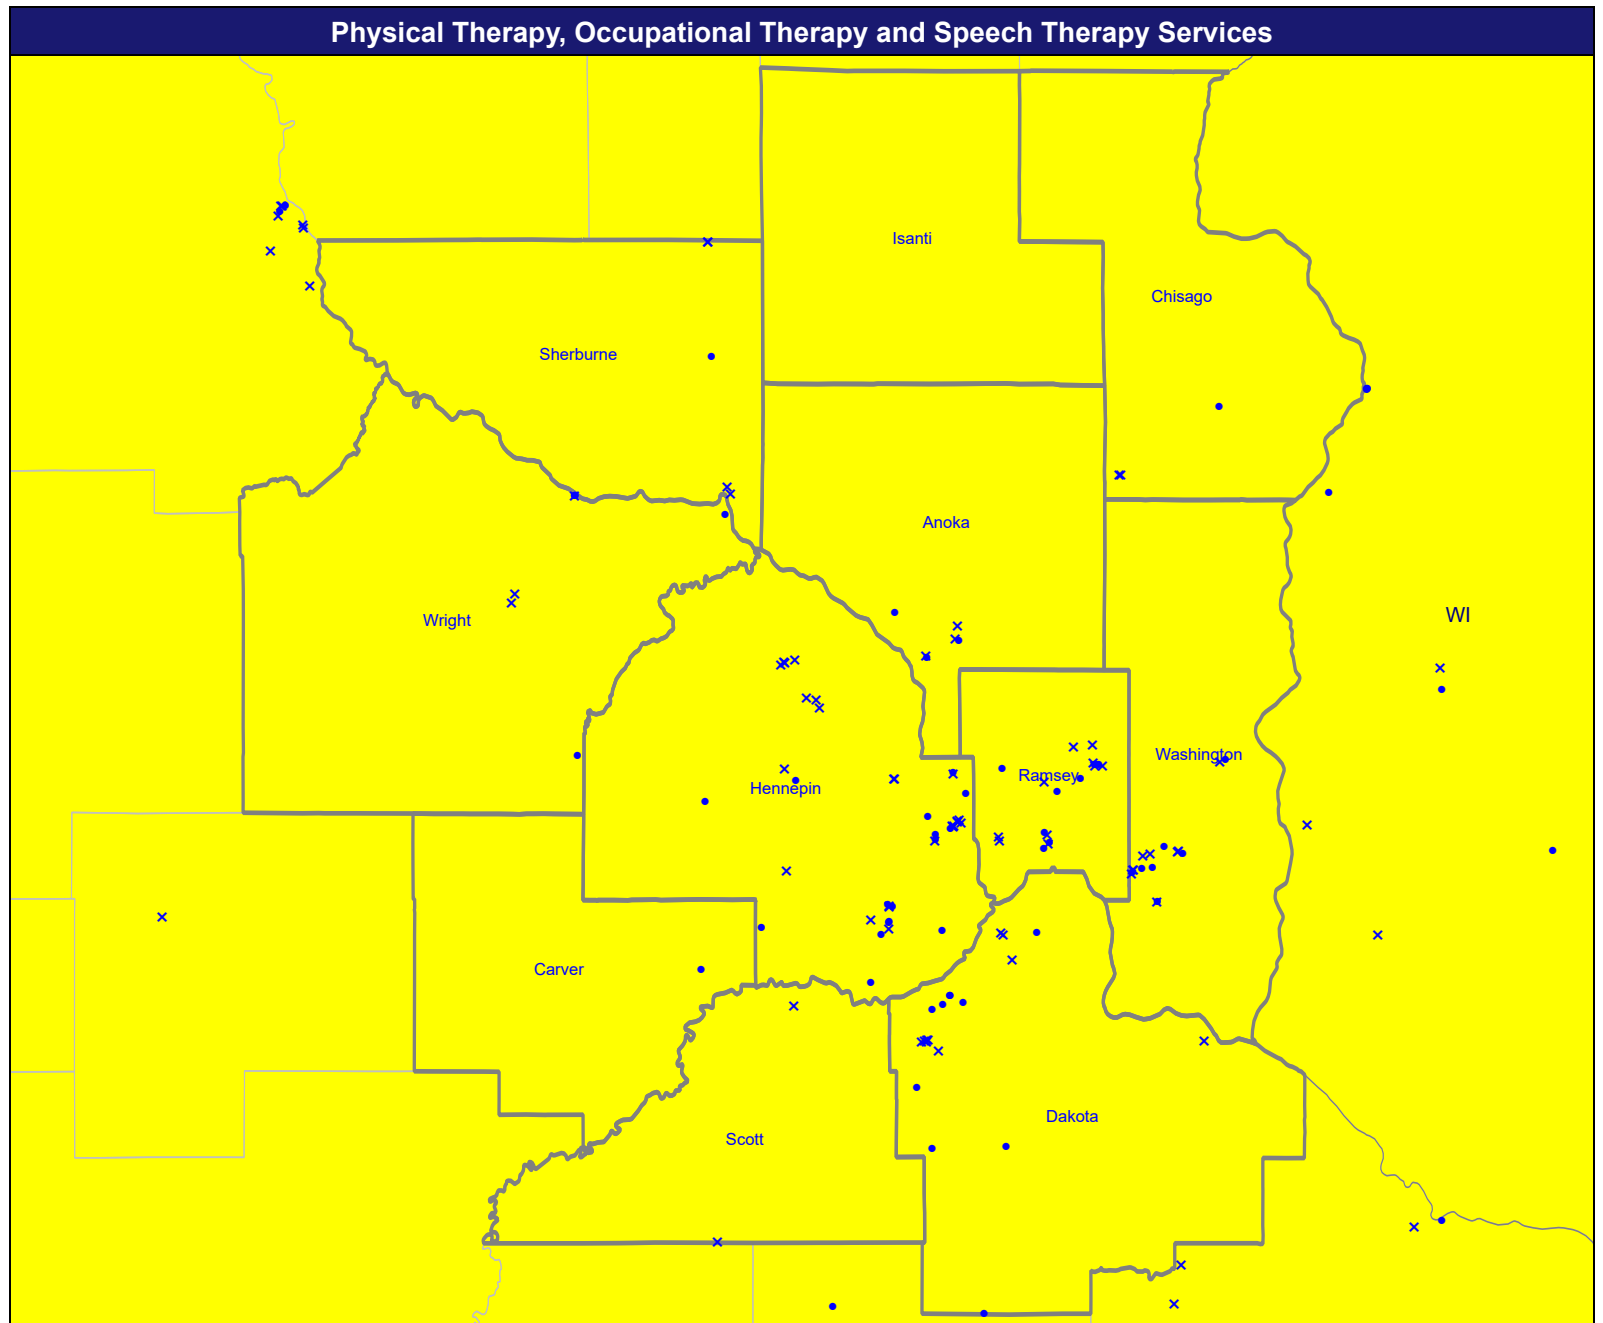 Physical Therapy, Occupational Therapy and Speech Therapy Services
Isanti
Chisago
Sherburne
Anoka
WI
Wright
Washington
Ramsey
Hennepin
Carver
Dakota
Scott